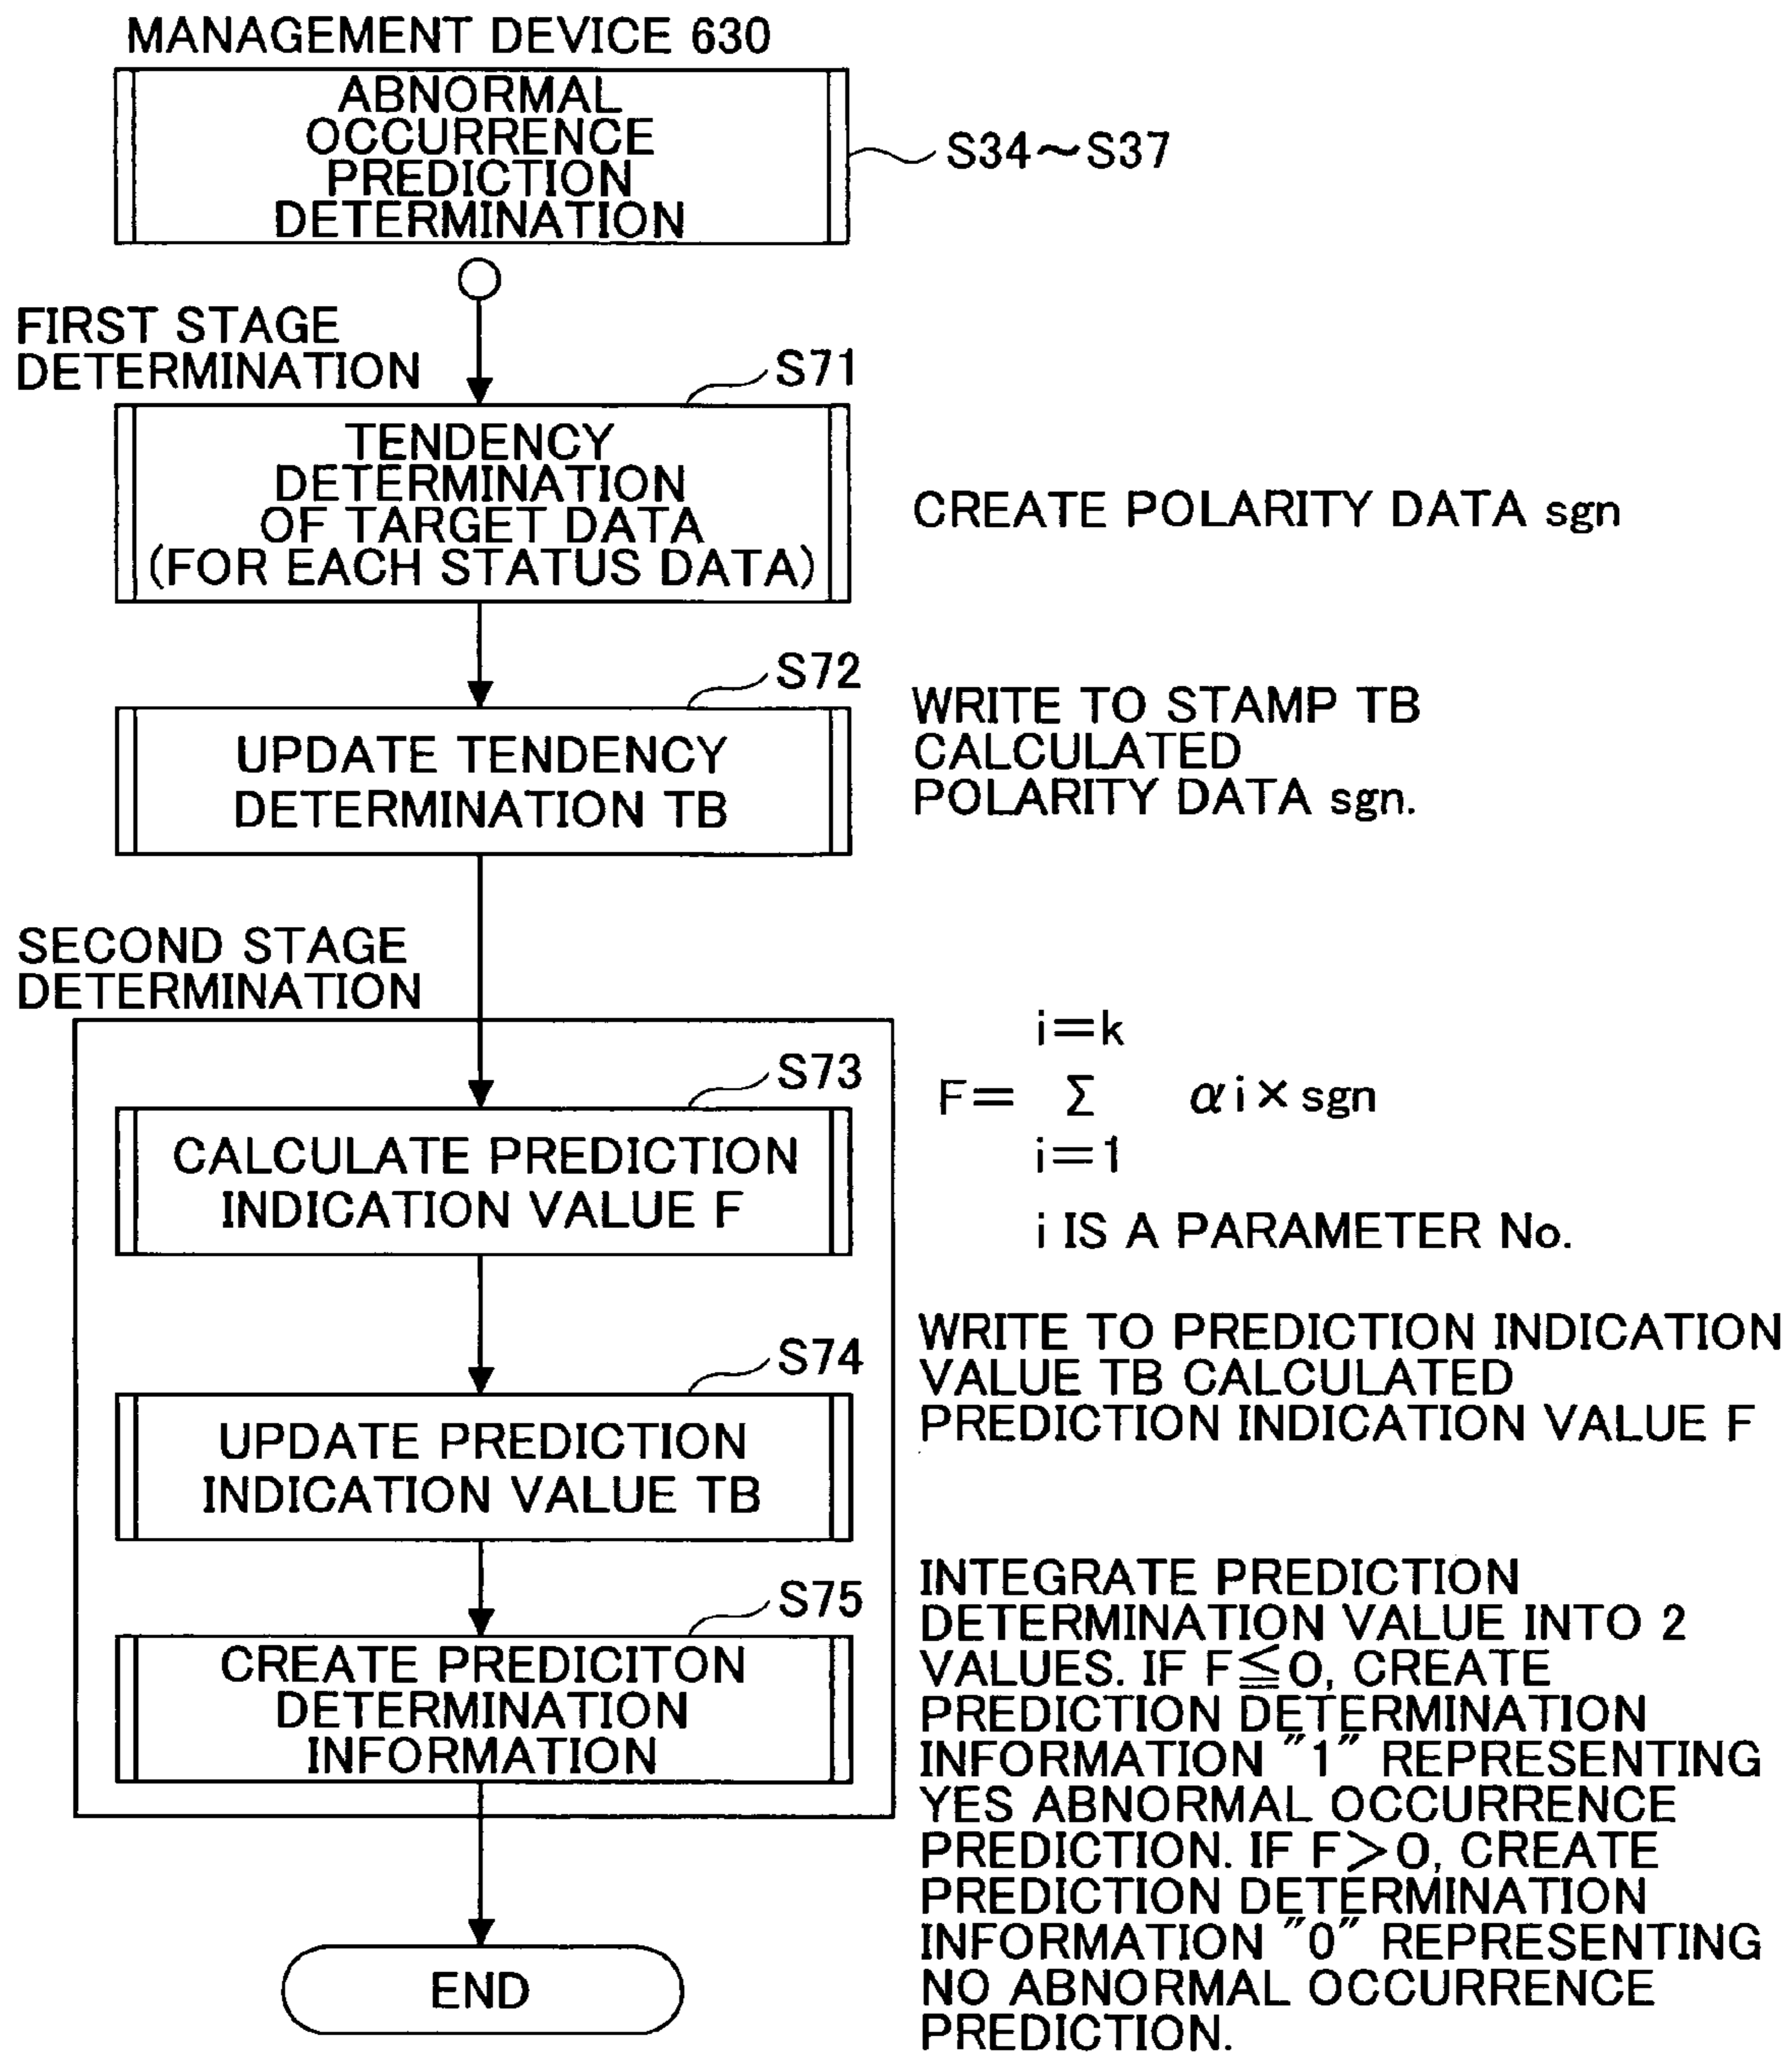 MANAGEMENT DEVICE 630
ABNORMAL
OCCURRENCE
PREDICTION
DETERMINATION
S34~S37
FIRST STAGE
DETERMINATION
S71
TENDENCY
DETERMINATION
OF TARGET DATA
(FOR EACH STATUS DATA)
CREATE POLARITY DATA sgn
S72
UPDATE TENDENCY
DETERMINATION TB
WRITE TO STAMP TB
CALCULATED
POLARITY DATA sgn.
SECOND STAGE
DETERMINATION
S73
CALCULATE PREDICTION
INDICATION VALUE F
i=k
F= Σ αi×sgn
i=1
i IS A PARAMETER No.
S74
UPDATE PREDICTION
INDICATION VALUE TB
WRITE TO PREDICTION INDICATION
VALUE TB CALCULATED
PREDICTION INDICATION VALUE F
S75
CREATE PREDICITON
DETERMINATION
INFORMATION
INTEGRATE PREDICTION
DETERMINATION VALUE INTO 2
VALUES. IF F≦0, CREATE
PREDICTION DETERMINATION
INFORMATION "1" REPRESENTING
YES ABNORMAL OCCURRENCE
PREDICTION. IF F>0, CREATE
PREDICTION DETERMINATION
INFORMATION "0" REPRESENTING
NO ABNORMAL OCCURRENCE
PREDICTION.
END